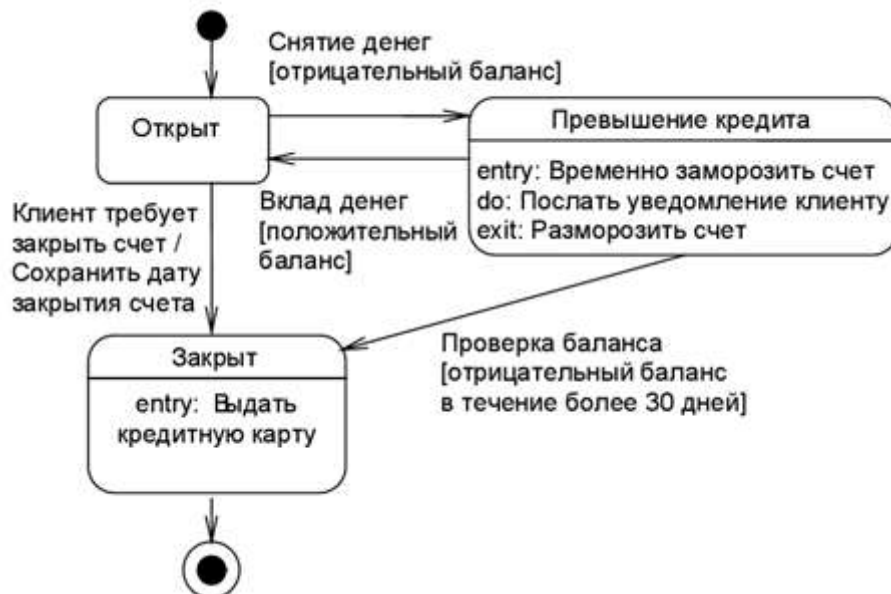 Снятие денег
[отрицательный баланс]
Открыт
Превышение кредита
entry: Временно заморозить счет
do: Послать уведомление клиенту
exit: Разморозить счет
Вклад денег
[положительный
баланс]
Клиент требует
закрыть счет /
Сохранить дату
закрытия счета
Проверка баланса
[отрицательный баланс
в течение более 30 дней]
Закрыт
entry: Выдать
кредитную карту